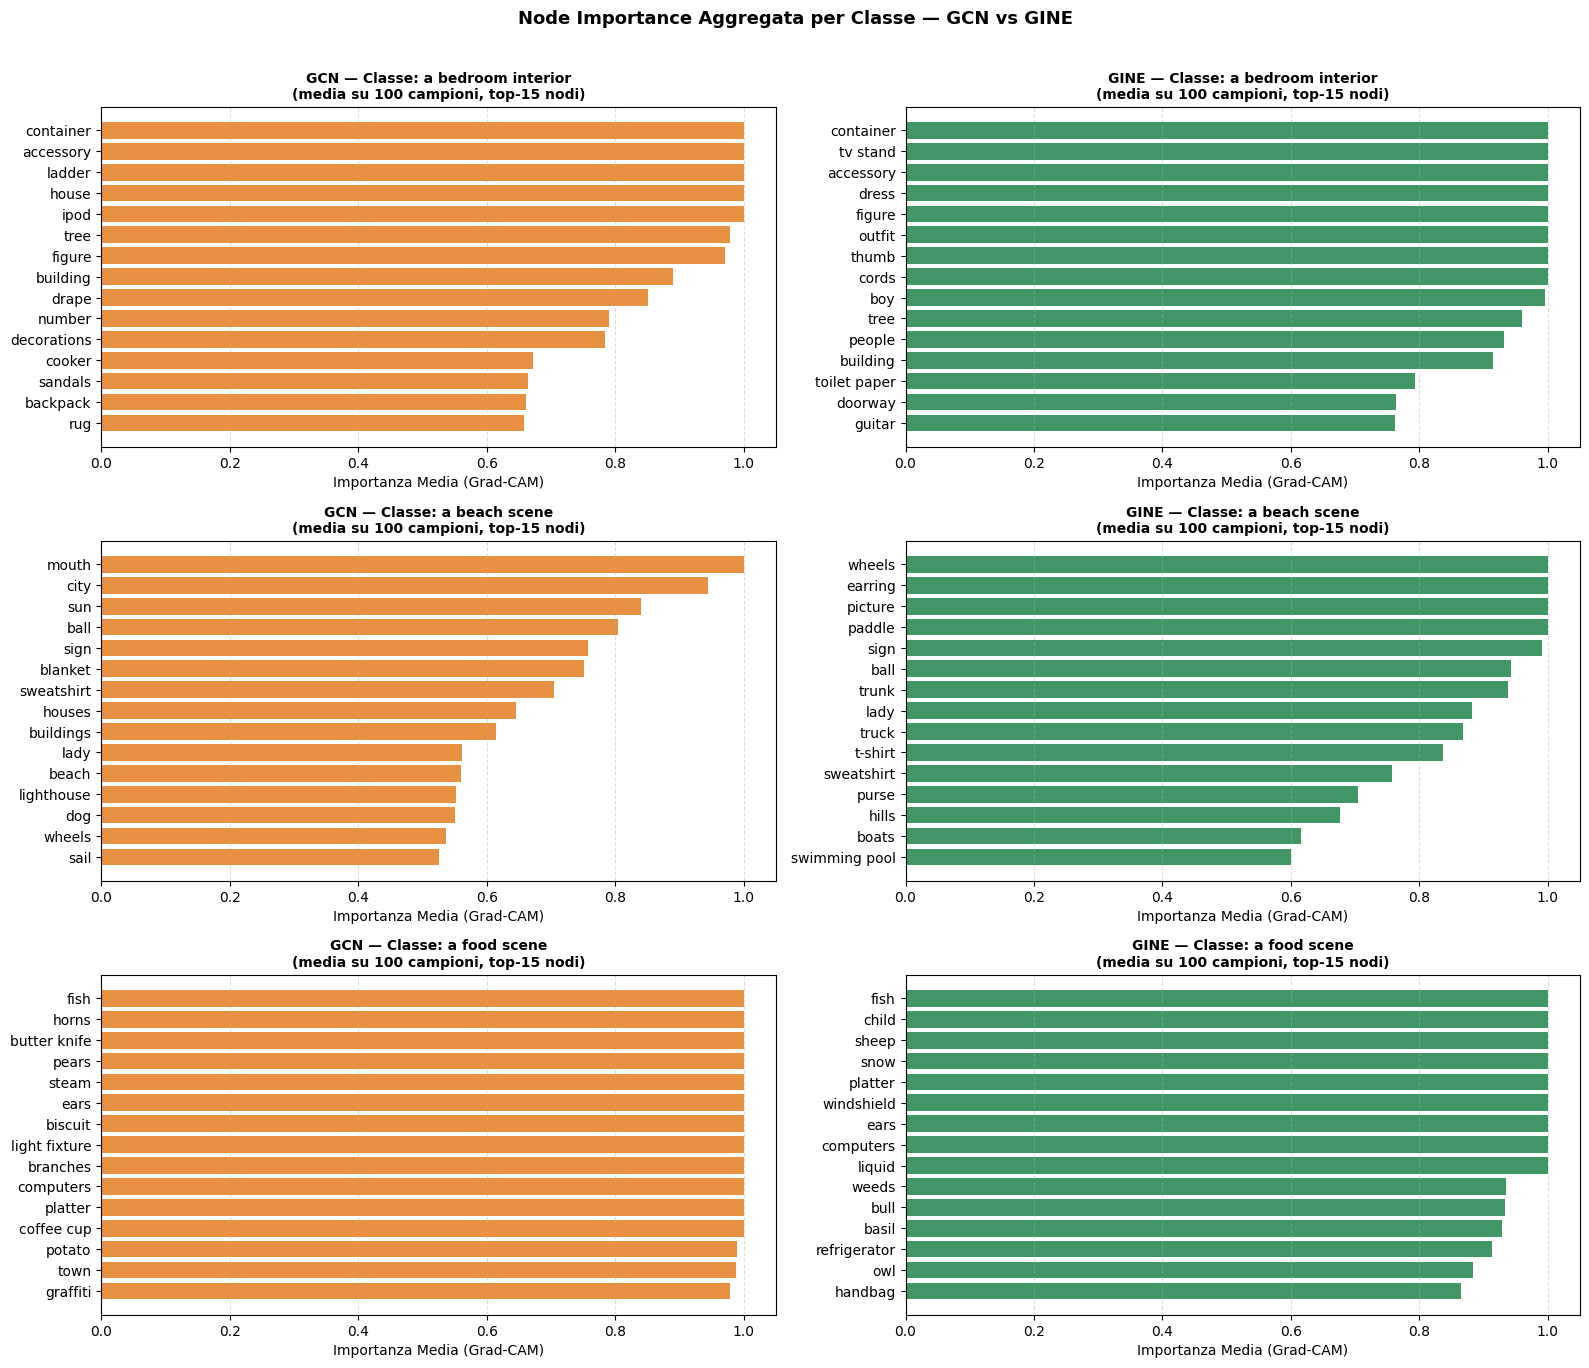 Node Importance Aggregata per Classe — GCN vs GINE
GCN — Classe: a bedroom interior
(media su 100 campioni, top-15 nodi)
container
accessory
ladder
house
ipod
tree
figure
building
drape
number
decorations
cooker
sandals
backpack
rug
0.0 0.2 0.4 0.6 0.8 1.0
Importanza Media (Grad-CAM)
GINE — Classe: a bedroom interior
(media su 100 campioni, top-15 nodi)
container
tv stand
accessory
dress
figure
outfit
thumb
cords
boy
tree
people
building
toilet paper
doorway
guitar
0.0 0.2 0.4 0.6 0.8 1.0
Importanza Media (Grad-CAM)
GCN — Classe: a beach scene
(media su 100 campioni, top-15 nodi)
mouth
city
sun
ball
sign
blanket
sweatshirt
houses
buildings
lady
beach
lighthouse
dog
wheels
sail
0.0 0.2 0.4 0.6 0.8 1.0
Importanza Media (Grad-CAM)
GINE — Classe: a beach scene
(media su 100 campioni, top-15 nodi)
wheels
earring
picture
paddle
sign
ball
trunk
lady
truck
t-shirt
sweatshirt
purse
hills
boats
swimming pool
0.0 0.2 0.4 0.6 0.8 1.0
Importanza Media (Grad-CAM)
GCN — Classe: a food scene
(media su 100 campioni, top-15 nodi)
fish
horns
butter knife
pears
steam
ears
biscuit
light fixture
branches
computers
platter
coffee cup
potato
town
graffiti
0.0 0.2 0.4 0.6 0.8 1.0
Importanza Media (Grad-CAM)
GINE — Classe: a food scene
(media su 100 campioni, top-15 nodi)
fish
child
sheep
snow
platter
windshield
ears
computers
liquid
weeds
bull
basil
refrigerator
owl
handbag
0.0 0.2 0.4 0.6 0.8 1.0
Importanza Media (Grad-CAM)